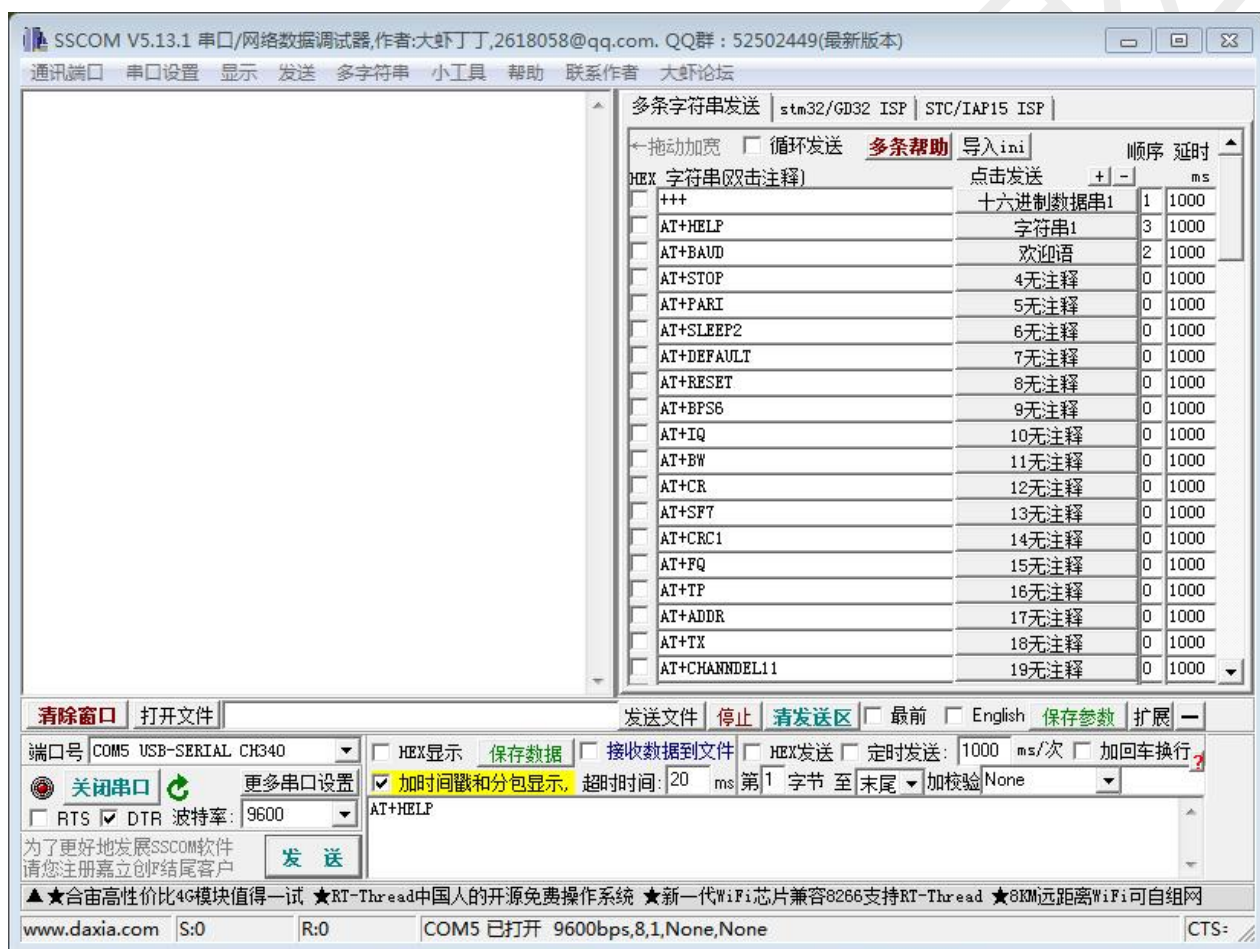 SSCOM V5.13.1 串口/网络数据调试器,作者:大虾丁丁,2618058@qq.com. QQ群：52502449(最新版本)
通讯端口 串口设置 显示 发送 多字符串 小工具 帮助 联系作者 大虾论坛
多条字符串发送 stm32/GD32 ISP STC/IAP15 ISP
←拖动加宽 循环发送 多条帮助 导入ini 顺序 延时
HEX 字符串(双击注释) 点击发送 + - ms
+++ 十六进制数据串1 1 1000
AT+HELP 字符串1 3 1000
AT+BAUD 欢迎语 2 1000
AT+STOP 4无注释 0 1000
AT+PARI 5无注释 0 1000
AT+SLEEP2 6无注释 0 1000
AT+DEFAULT 7无注释 0 1000
AT+RESET 8无注释 0 1000
AT+BPS6 9无注释 0 1000
AT+IQ 10无注释 0 1000
AT+BW 11无注释 0 1000
AT+CR 12无注释 0 1000
AT+SF7 13无注释 0 1000
AT+CRC1 14无注释 0 1000
AT+FQ 15无注释 0 1000
AT+TP 16无注释 0 1000
AT+ADDR 17无注释 0 1000
AT+TX 18无注释 0 1000
AT+CHANNDEL11 19无注释 0 1000
清除窗口 打开文件 发送文件 停止 清发送区 最前 English 保存参数 扩展 —
端口号 COM5 USB-SERIAL CH340 HEX显示 保存数据 接收数据到文件 HEX发送 定时发送: 1000 ms/次 加回车换行 ?
关闭串口 更多串口设置 加时间戳和分包显示, 超时时间: 20 ms 第1 字节 至 末尾 加校验 None
RTS DTR 波特率: 9600 AT+HELP
为了更好地发展SSCOM软件
请您注册嘉立创F结尾客户 发 送
▲★合宙高性价比4G模块值得一试 ★RT-Thread中国人的开源免费操作系统 ★新一代WiFi芯片兼容8266支持RT-Thread ★8KM远距离WiFi可自组网
www.daxia.com S:0 R:0 COM5 已打开 9600bps,8,1,None,None CTS=